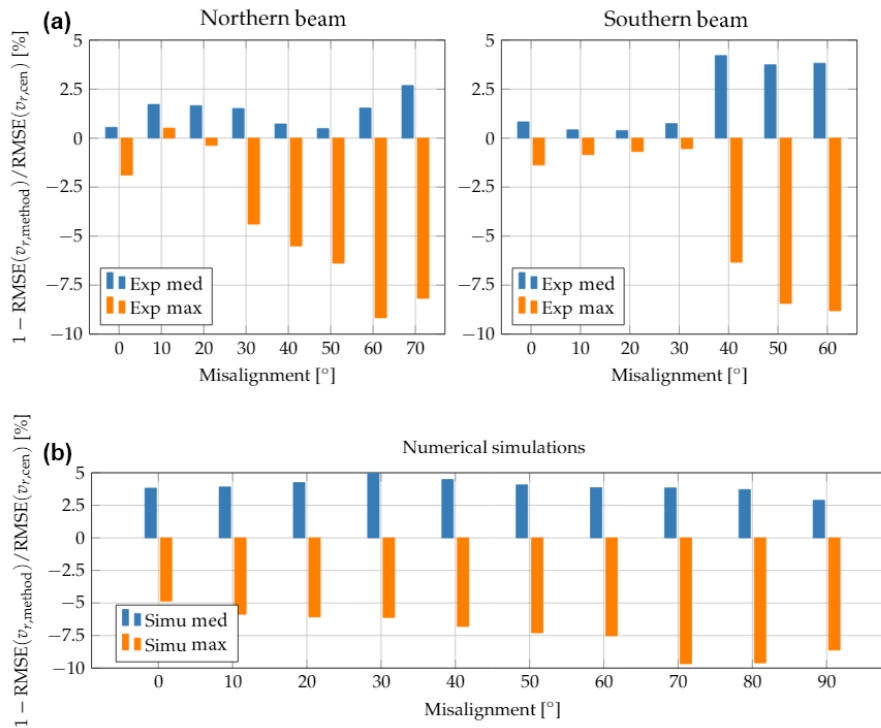 (a)
Northern beam
Southern beam
1 − RMSE(v_{r,method})/RMSE(v_{r,cen}) [%]
5
2.5
0
−2.5
−5
−7.5
−10
Exp med
Exp max
0 10 20 30 40 50 60 70
Misalignment [°]
5
2.5
0
−2.5
−5
−7.5
−10
Exp med
Exp max
0 10 20 30 40 50 60
Misalignment [°]
(b)
Numerical simulations
1 − RMSE(v_{r,method})/RMSE(v_{r,cen}) [%]
5
2.5
0
−2.5
−5
−7.5
−10
Simu med
Simu max
0 10 20 30 40 50 60 70 80 90
Misalignment [°]